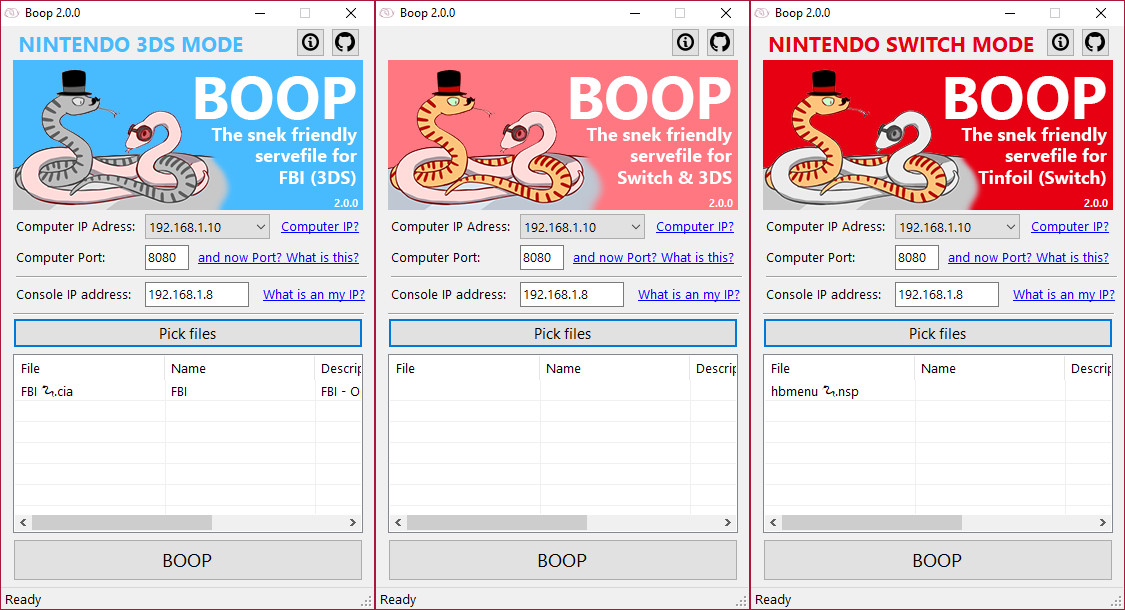 Boop 2.0.0
NINTENDO 3DS MODE
BOOP
The snek friendly
servefile for
FBI (3DS)
2.0.0
Computer IP Adress: 192.168.1.10 Computer IP?
Computer Port: 8080 and now Port? What is this?
Console IP address: 192.168.1.8 What is an my IP?
Pick files
File Name Descrip
FBI .cia FBI FBI - O
BOOP
Ready
Boop 2.0.0
BOOP
The snek friendly
servefile for
Switch & 3DS
2.0.0
Computer IP Adress: 192.168.1.10 Computer IP?
Computer Port: 8080 and now Port? What is this?
Console IP address: 192.168.1.8 What is an my IP?
Pick files
File Name Descrip
BOOP
Ready
Boop 2.0.0
NINTENDO SWITCH MODE
BOOP
The snek friendly
servefile for
Tinfoil (Switch)
2.0.0
Computer IP Adress: 192.168.1.10 Computer IP?
Computer Port: 8080 and now Port? What is this?
Console IP address: 192.168.1.8 What is an my IP?
Pick files
File Name Descrip
hbmenu .nsp
BOOP
Ready